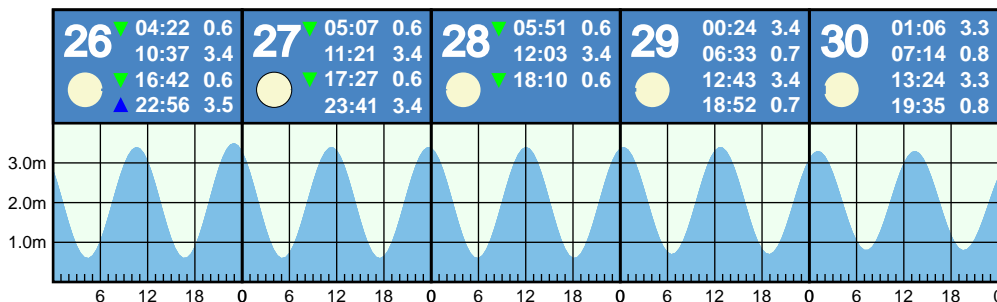 26 ▼ 04:22 0.6
10:37 3.4
▼ 16:42 0.6
▲ 22:56 3.5
27 ▼ 05:07 0.6
11:21 3.4
▼ 17:27 0.6
23:41 3.4
28 ▼ 05:51 0.6
12:03 3.4
▼ 18:10 0.6
29 00:24 3.4
06:33 0.7
12:43 3.4
18:52 0.7
30 01:06 3.3
07:14 0.8
13:24 3.3
19:35 0.8
3.0m
2.0m
1.0m
6 12 18 0 6 12 18 0 6 12 18 0 6 12 18 0 6 12 18 0